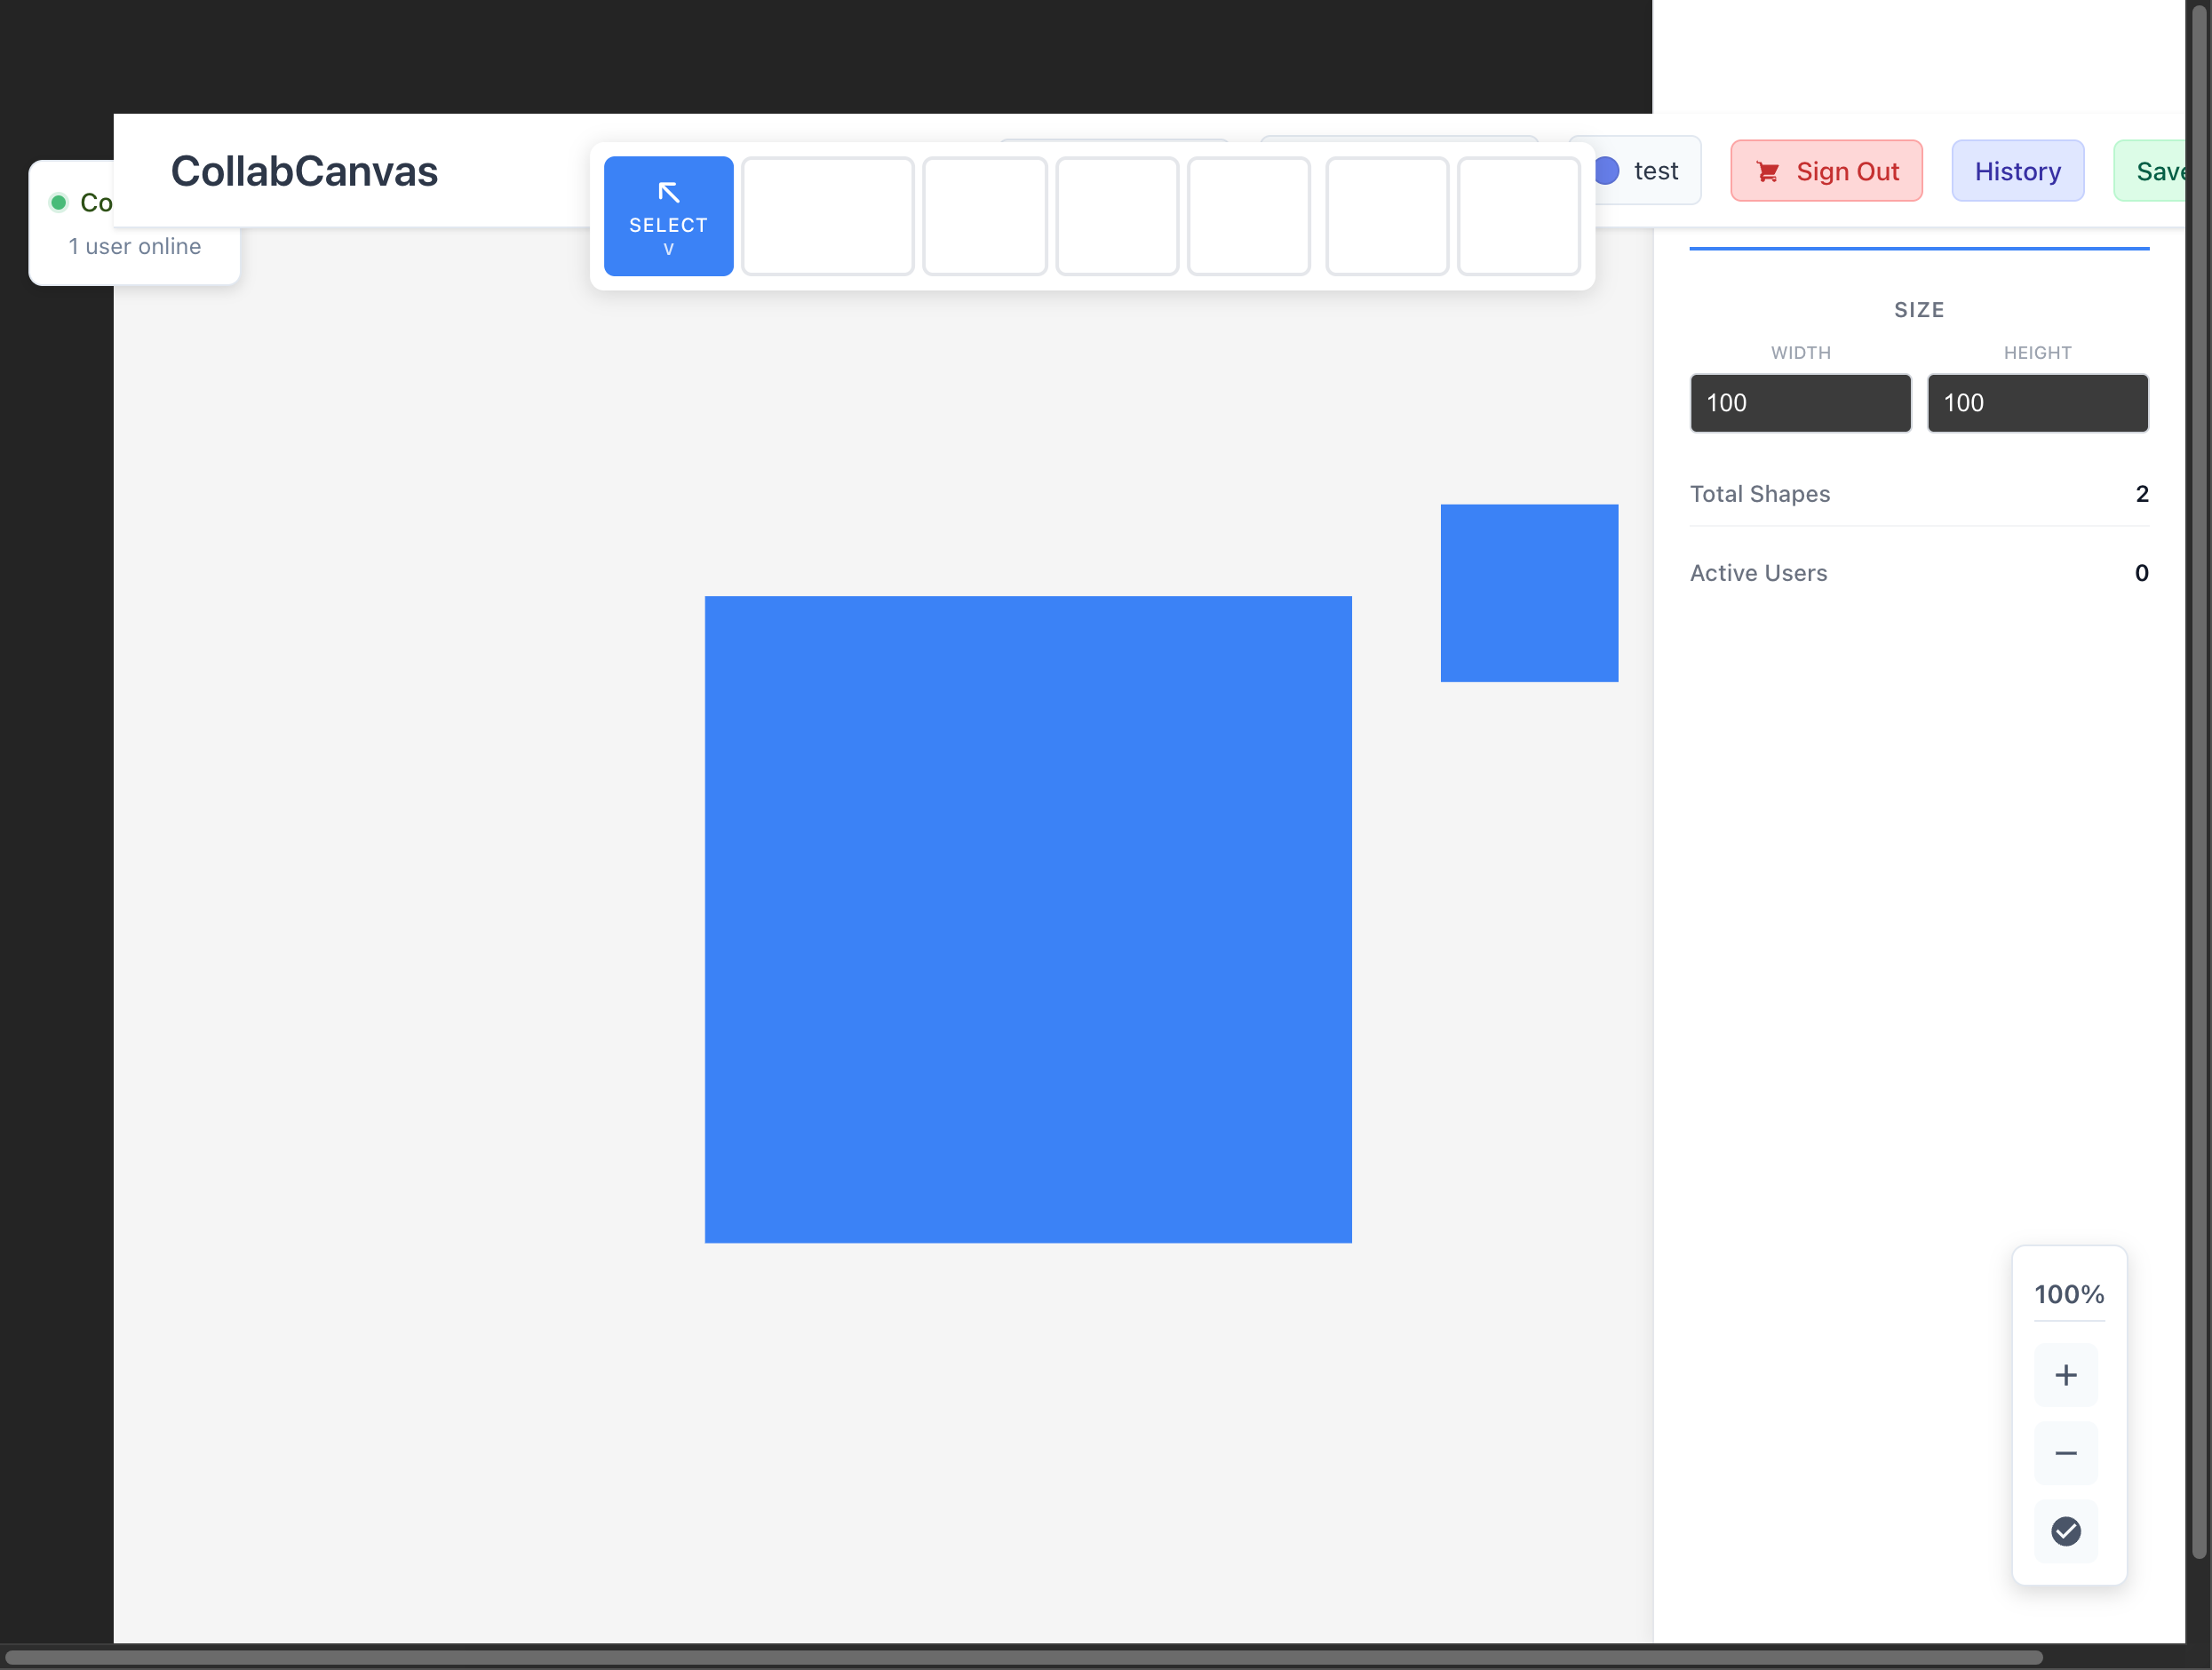 CollabCanvas
Co
1 user online
SELECT
V
test
Sign Out
History
Save
SIZE
WIDTH
HEIGHT
100
100
Total Shapes
2
Active Users
0
100%